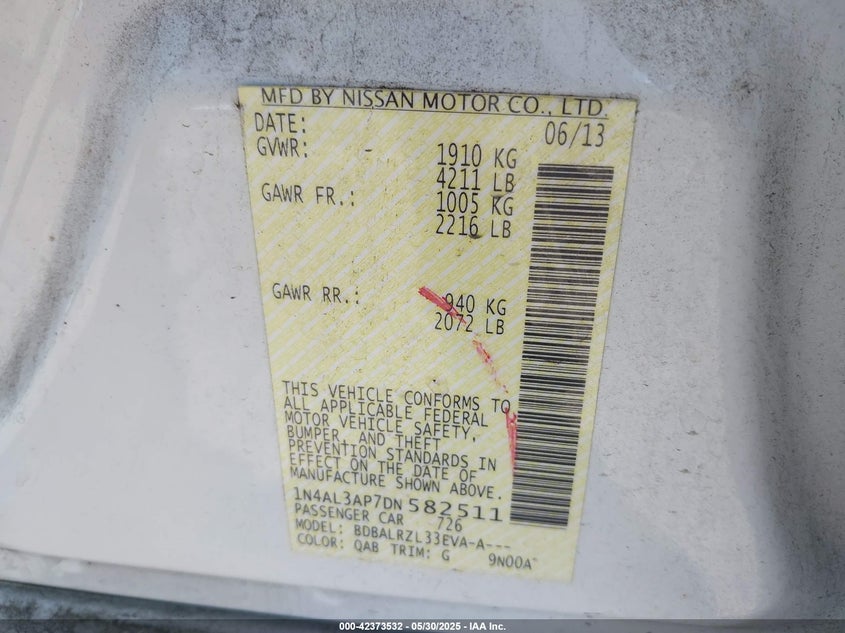 MFD BY NISSAN MOTOR CO., LTD.
DATE: 06/13
GVWR: 1910 KG
4211 LB
GAWR FR.: 1005 KG
2216 LB
GAWR RR.: 940 KG
2072 LB
THIS VEHICLE CONFORMS TO
ALL APPLICABLE FEDERAL
MOTOR VEHICLE SAFETY,
BUMPER, AND THEFT
PREVENTION STANDARDS IN
EFFECT ON THE DATE OF
MANUFACTURE SHOWN ABOVE.
1N4AL3AP7DN 582511
PASSENGER CAR 726
MODEL: BDBALRZL33EVA-A---
COLOR: QAB TRIM: G 9N00A
000-42373532 - 05/30/2025 - IAA Inc.